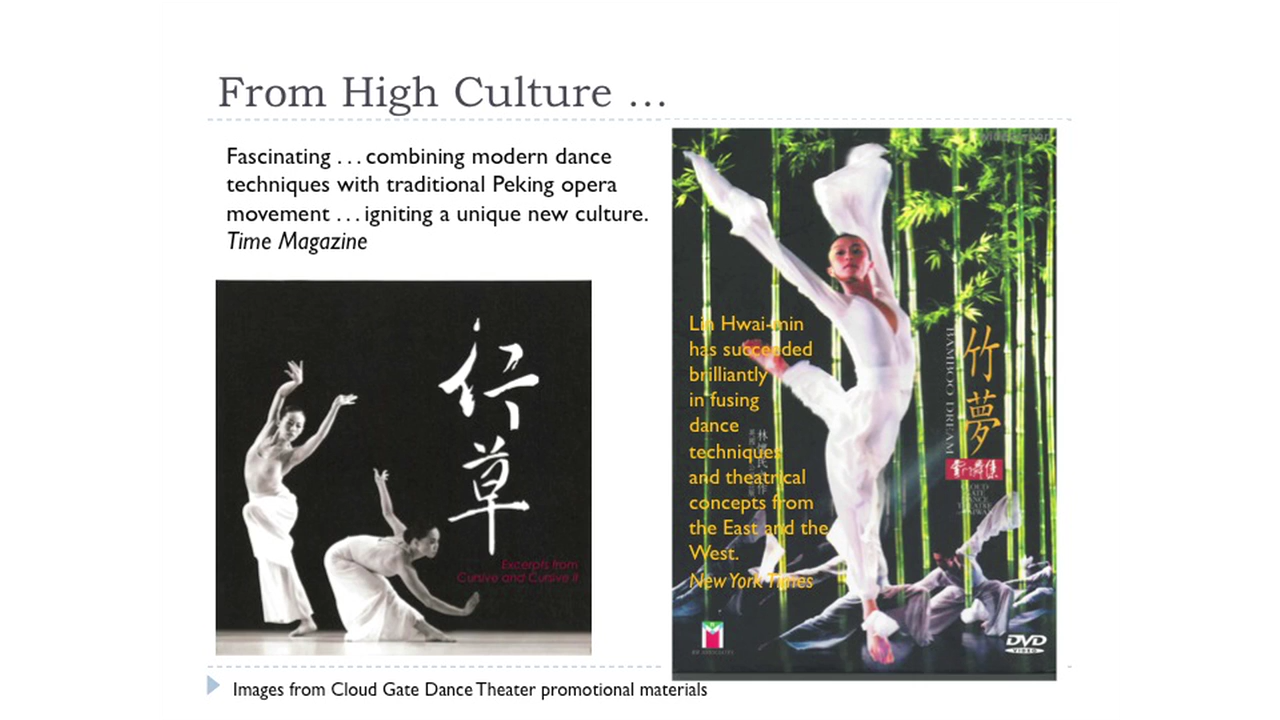 From High Culture ...
Fascinating . . . combining modern dance
techniques with traditional Peking opera
movement . . . igniting a unique new culture.
Time Magazine
行
草
Excerpts from
Cursive and Cursive II
Lin Hwai-min
has succeeded
brilliantly
in fusing
dance
techniques
and theatrical
concepts from
the East and the
West.
New York Times
竹夢
BAMBOO DREAM
雲門舞集
CLOUD
GATE
DANCE
THEATRE
林懷民
作
DVD
VIDEO
Images from Cloud Gate Dance Theater promotional materials